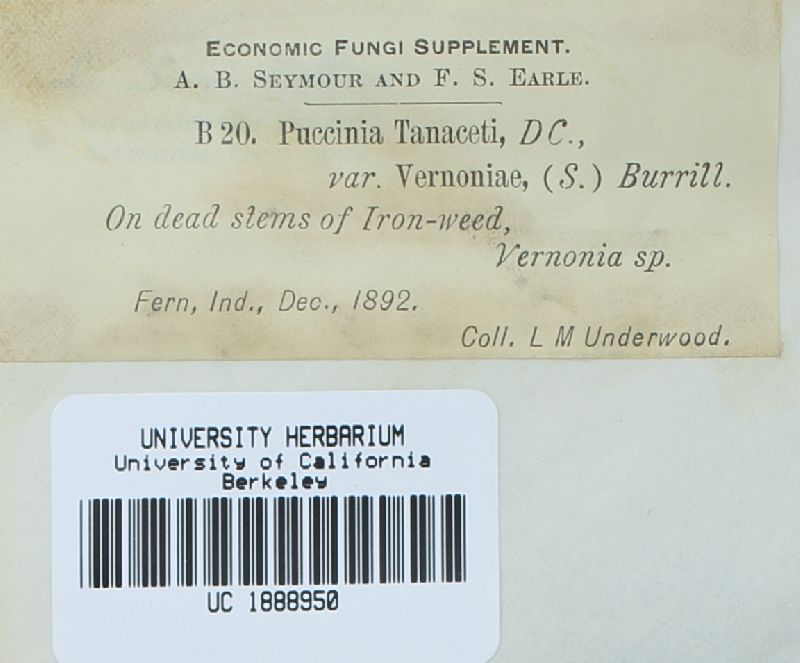 Economic Fungi Supplement.
A. B. Seymour and F. S. Earle.
B 20. Puccinia Tanaceti, DC.,
var. Vernoniae, (S.) Burrill.
On dead stems of Iron-weed,
Vernonia sp.
Fern, Ind., Dec., 1892.
Coll. L M Underwood.
UNIVERSITY HERBARIUM
University of California
Berkeley
UC 1888950